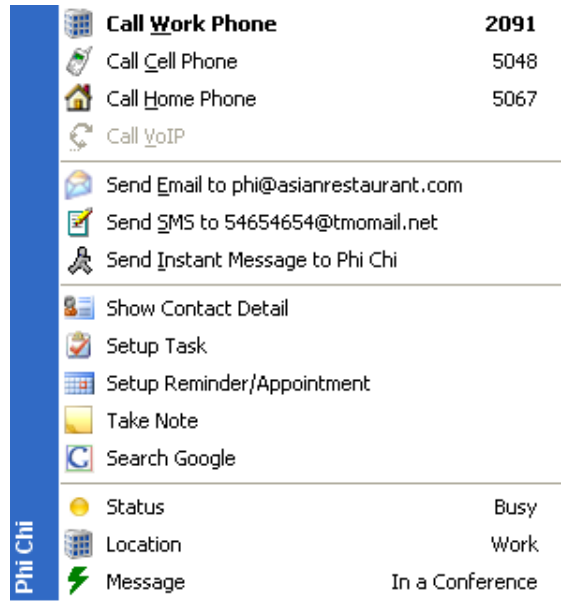 Call Work Phone 2091
Call Cell Phone 5048
Call Home Phone 5067
Call VoIP
Send Email to phi@asianrestaurant.com
Send SMS to 54654654@tmomail.net
Send Instant Message to Phi Chi
Show Contact Detail
Setup Task
Setup Reminder/Appointment
Take Note
Search Google
Status Busy
Location Work
Message In a Conference
Phi Chi